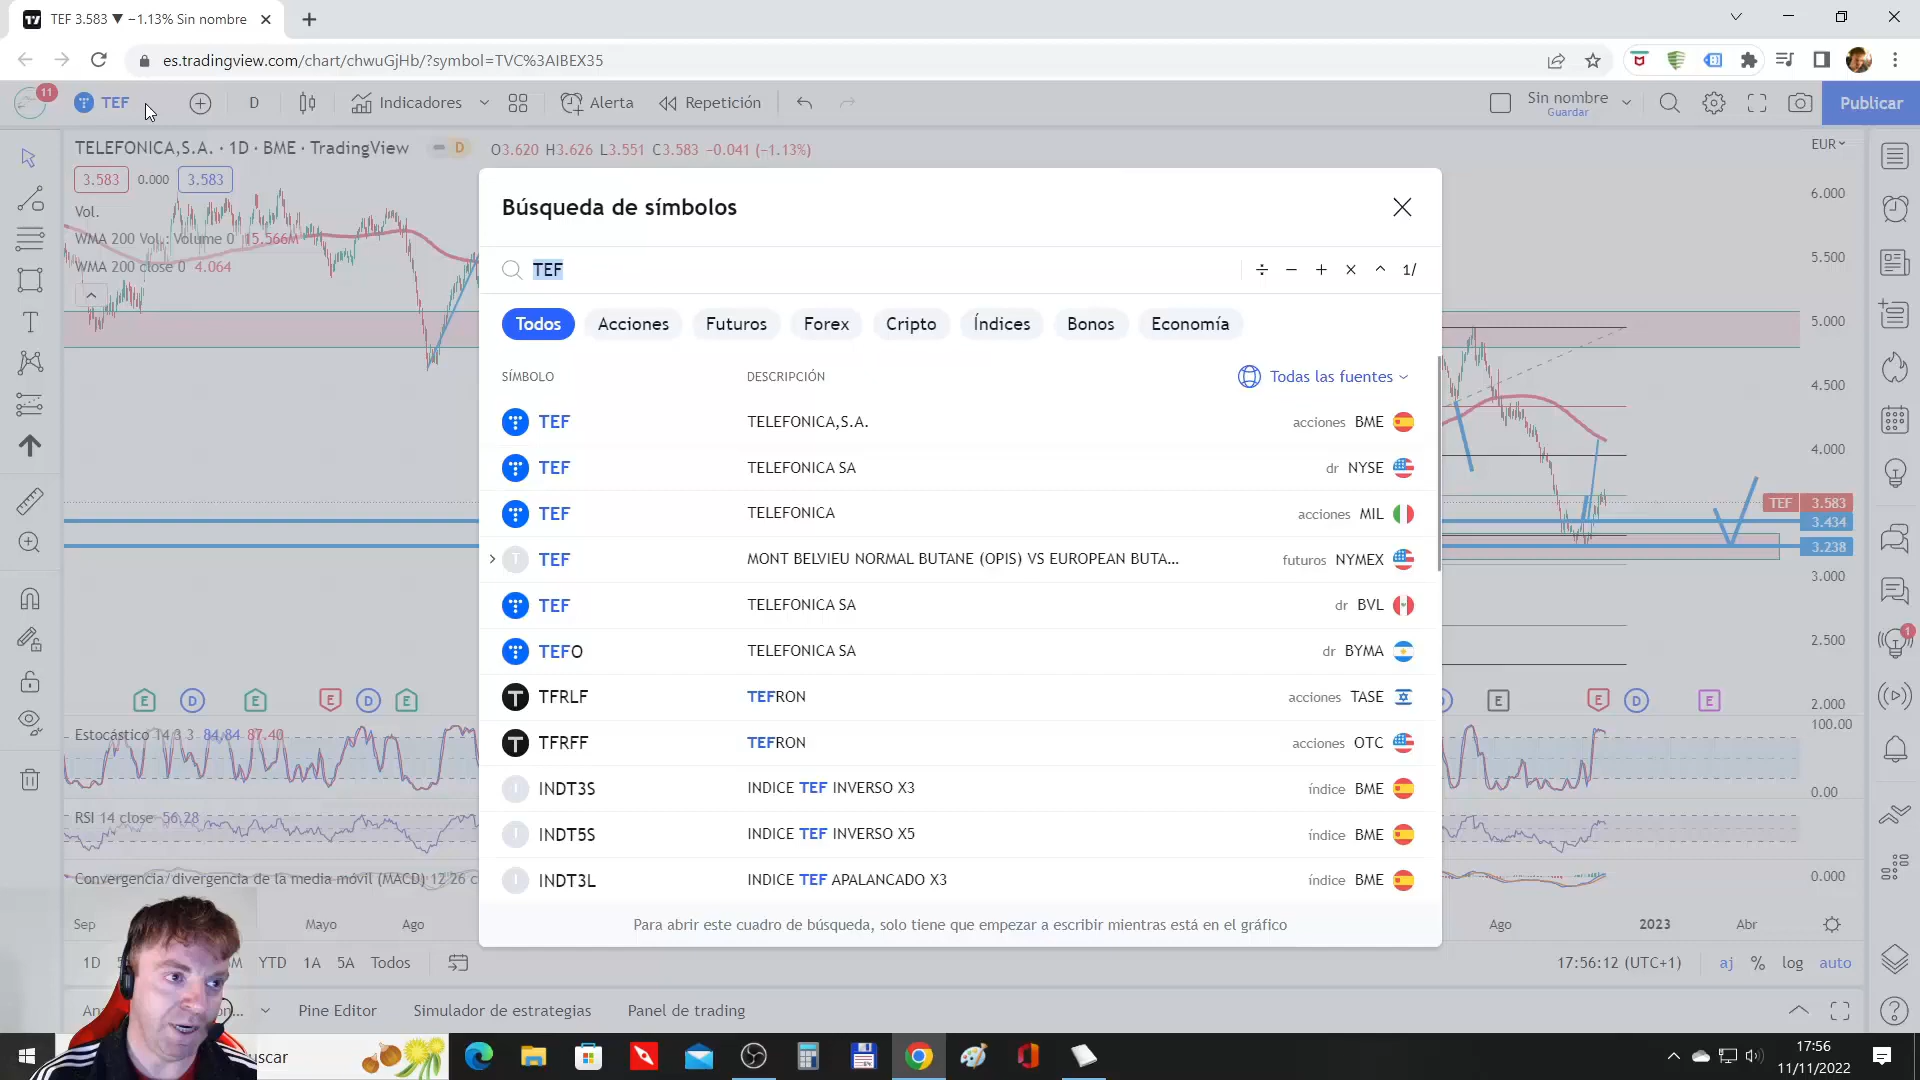 TEF 3.583 ▼ −1.13% Sin nombre
es.tradingview.com/chart/chwuGjHb/?symbol=TVC%3AIBEX35
11
TEF
D
Indicadores
Alerta
Repetición
Sin nombre
Guardar
Publicar
TELEFONICA,S.A. · 1D · BME · TradingView
D
O3.620 H3.626 L3.551 C3.583 −0.041 (−1.13%)
EUR
3.583
0.000
3.583
Vol.
WMA 200 Vol.: Volume 0 15.566M
WMA 200 close 0 4.064
Búsqueda de símbolos
TEF
÷ − + × ^ 1/
Todos
Acciones
Futuros
Forex
Cripto
Índices
Bonos
Economía
SÍMBOLO
DESCRIPCIÓN
Todas las fuentes
TEF TELEFONICA,S.A. acciones BME
TEF TELEFONICA SA dr NYSE
TEF TELEFONICA acciones MIL
TEF MONT BELVIEU NORMAL BUTANE (OPIS) VS EUROPEAN BUTA... futuros NYMEX
TEF TELEFONICA SA dr BVL
TEFO TELEFONICA SA dr BYMA
TFRLF TEFRON acciones TASE
TFRFF TEFRON acciones OTC
INDT3S INDICE TEF INVERSO X3 índice BME
INDT5S INDICE TEF INVERSO X5 índice BME
INDT3L INDICE TEF APALANCADO X3 índice BME
Para abrir este cuadro de búsqueda, solo tiene que empezar a escribir mientras está en el gráfico
6.000
5.500
5.000
4.500
4.000
TEF 3.583
3.434
3.238
3.000
2.500
2.000
100.00
0.00
0.000
1
E D E E D E
E E D E
Estocástico 14 3 3 84.84 87.40
RSI 14 close 56.28
Convergencia/divergencia de la media móvil (MACD) 12 26 c
Sep
Mayo
Ago
Ago
2023
Abr
1D
YTD
1A
5A
Todos
17:56:12 (UTC+1)
aj
%
log
auto
Pine Editor
Simulador de estrategias
Panel de trading
uscar
17:56
11/11/2022